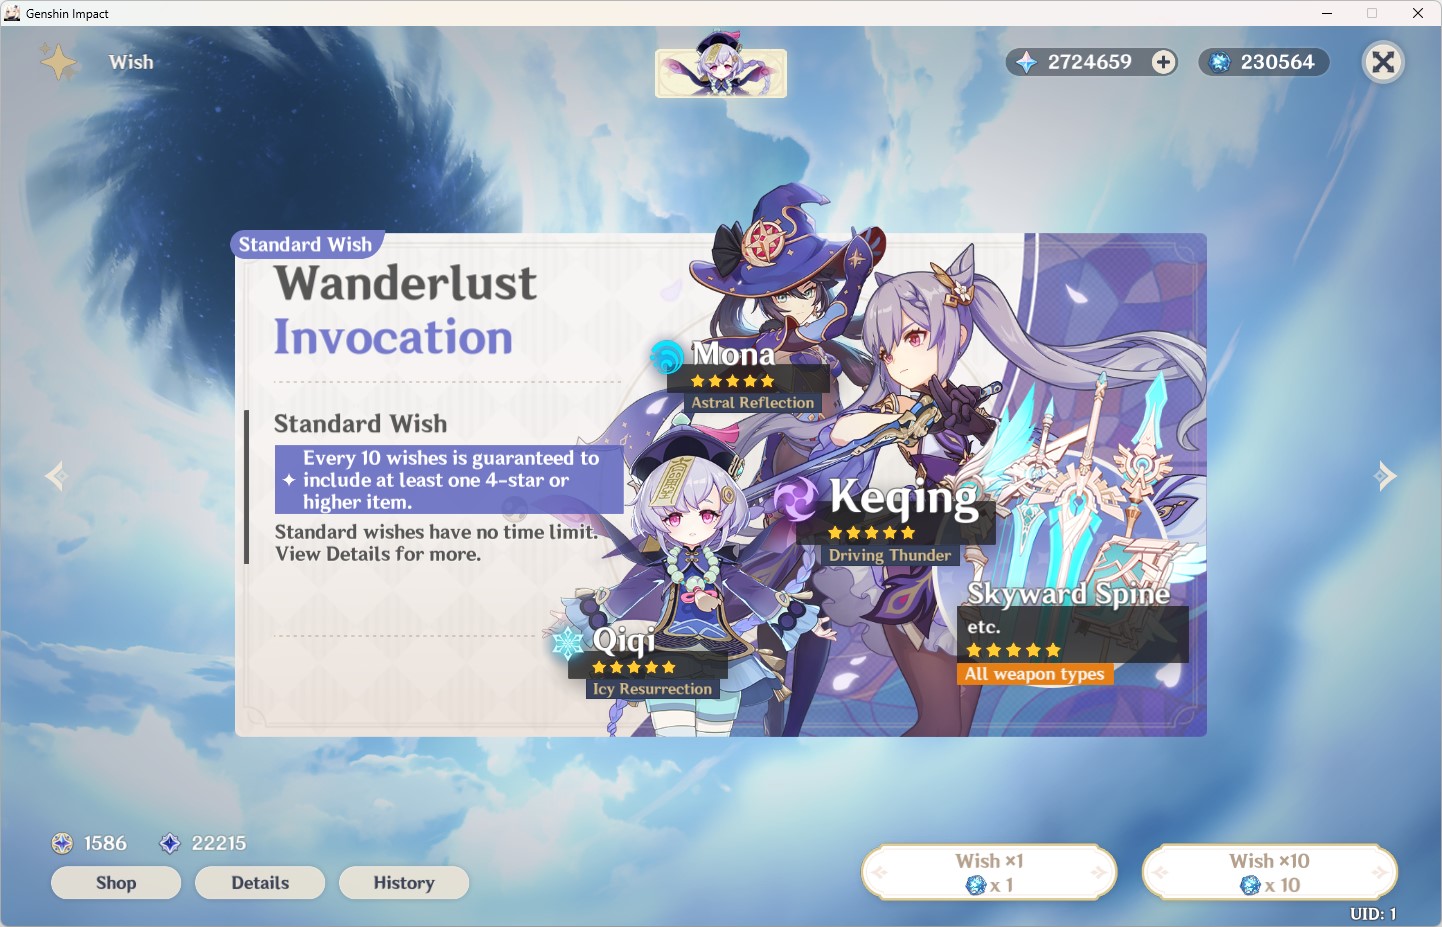 Genshin Impact
Wish
2724659
230564
Standard Wish
Wanderlust
Invocation
Standard Wish
Every 10 wishes is guaranteed to
include at least one 4-star or
higher item.
Standard wishes have no time limit.
View Details for more.
Mona
Astral Reflection
Keqing
Driving Thunder
Qiqi
Icy Resurrection
Skyward Spine
etc.
All weapon types
1586
22215
Shop
Details
History
Wish ×1
x 1
Wish ×10
x 10
UID: 1